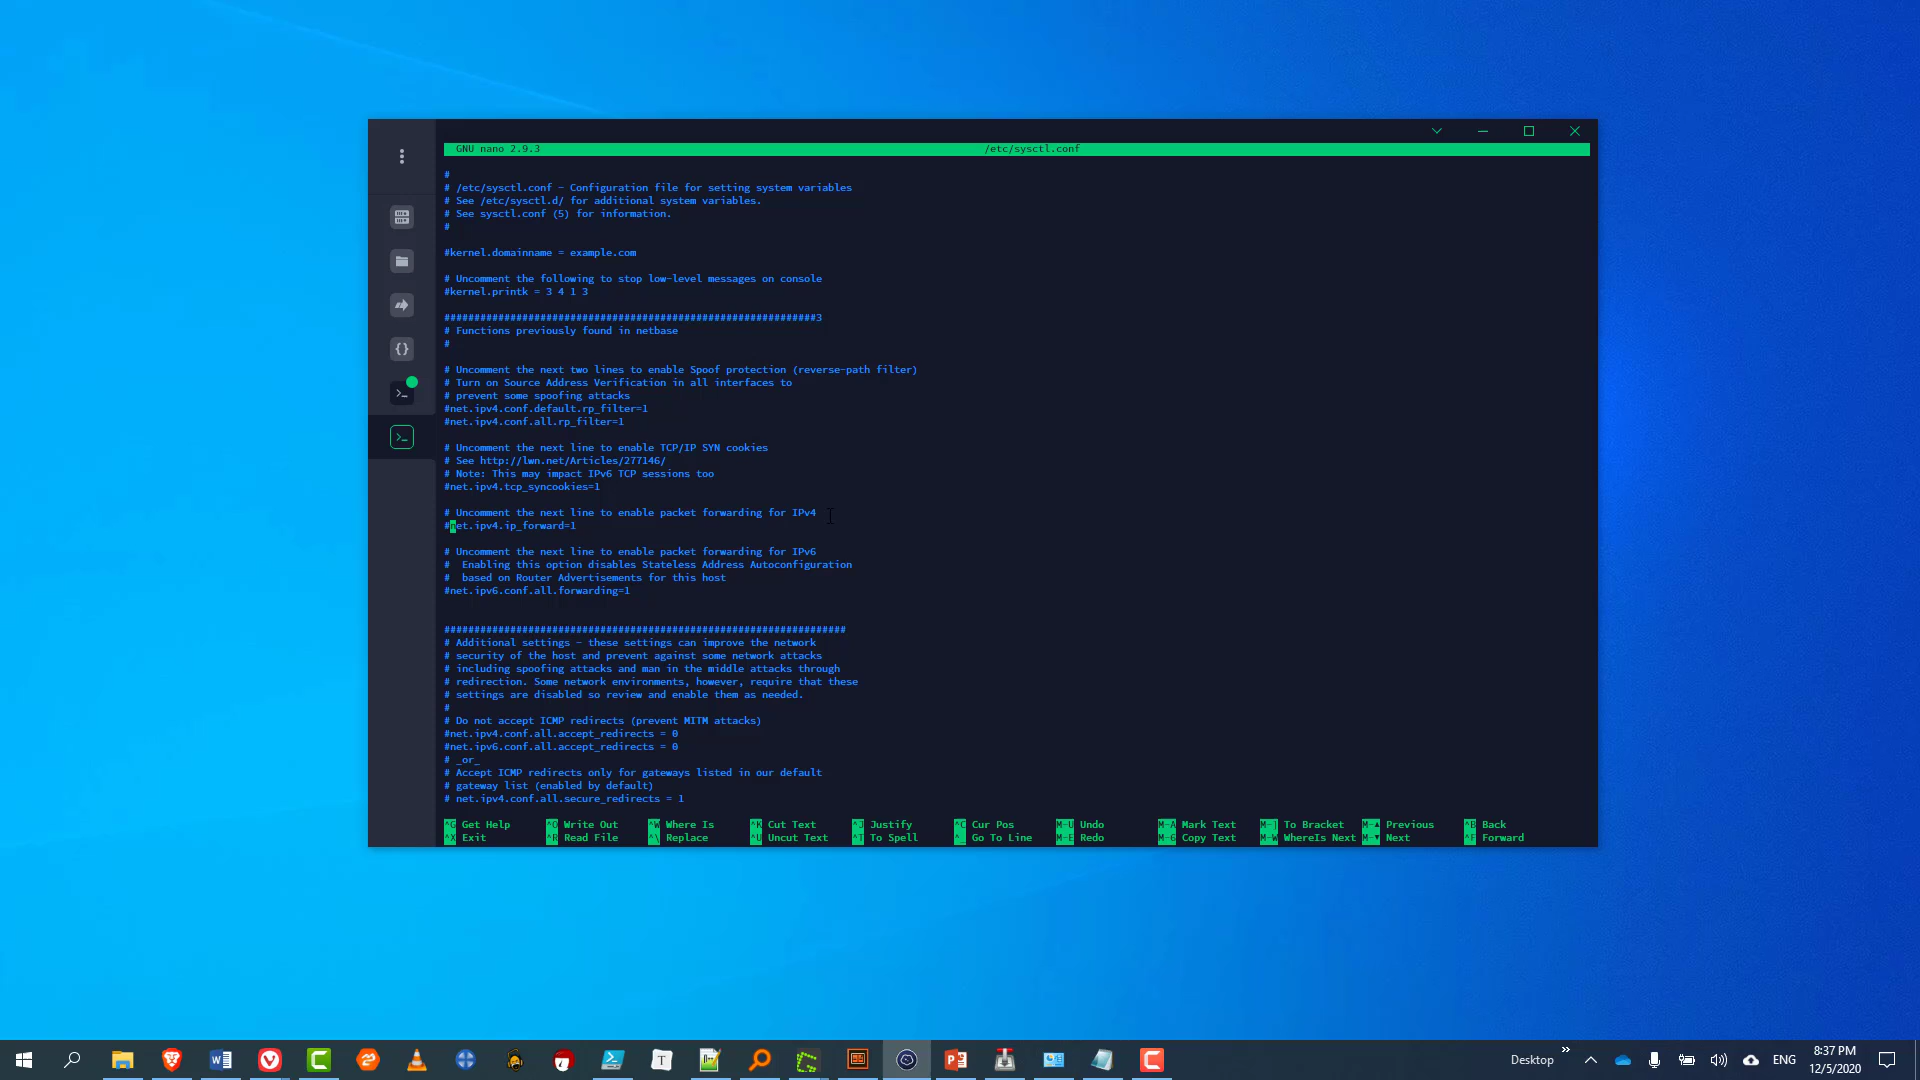 GNU nano 2.9.3 /etc/sysctl.conf
#
# /etc/sysctl.conf - Configuration file for setting system variables
# See /etc/sysctl.d/ for additional system variables.
# See sysctl.conf (5) for information.
#
#kernel.domainname = example.com
# Uncomment the following to stop low-level messages on console
#kernel.printk = 3 4 1 3
##############################################################3
# Functions previously found in netbase
#
# Uncomment the next two lines to enable Spoof protection (reverse-path filter)
# Turn on Source Address Verification in all interfaces to
# prevent some spoofing attacks
#net.ipv4.conf.default.rp_filter=1
#net.ipv4.conf.all.rp_filter=1
# Uncomment the next line to enable TCP/IP SYN cookies
# See http://lwn.net/Articles/277146/
# Note: This may impact IPv6 TCP sessions too
#net.ipv4.tcp_syncookies=1
# Uncomment the next line to enable packet forwarding for IPv4
#net.ipv4.ip_forward=1
# Uncomment the next line to enable packet forwarding for IPv6
#  Enabling this option disables Stateless Address Autoconfiguration
#  based on Router Advertisements for this host
#net.ipv6.conf.all.forwarding=1
###################################################################
# Additional settings - these settings can improve the network
# security of the host and prevent against some network attacks
# including spoofing attacks and man in the middle attacks through
# redirection. Some network environments, however, require that these
# settings are disabled so review and enable them as needed.
#
# Do not accept ICMP redirects (prevent MITM attacks)
#net.ipv4.conf.all.accept_redirects = 0
#net.ipv6.conf.all.accept_redirects = 0
# _or_
# Accept ICMP redirects only for gateways listed in our default
# gateway list (enabled by default)
# net.ipv4.conf.all.secure_redirects = 1
^G Get Help ^O Write Out ^W Where Is ^K Cut Text ^J Justify ^C Cur Pos M-U Undo M-A Mark Text M-] To Bracket M-▲ Previous ^B Back
^X Exit ^R Read File ^\ Replace ^U Uncut Text ^T To Spell ^_ Go To Line M-E Redo M-6 Copy Text M-W WhereIs Next M-▼ Next ^F Forward
Desktop » ENG 8:37 PM
12/5/2020